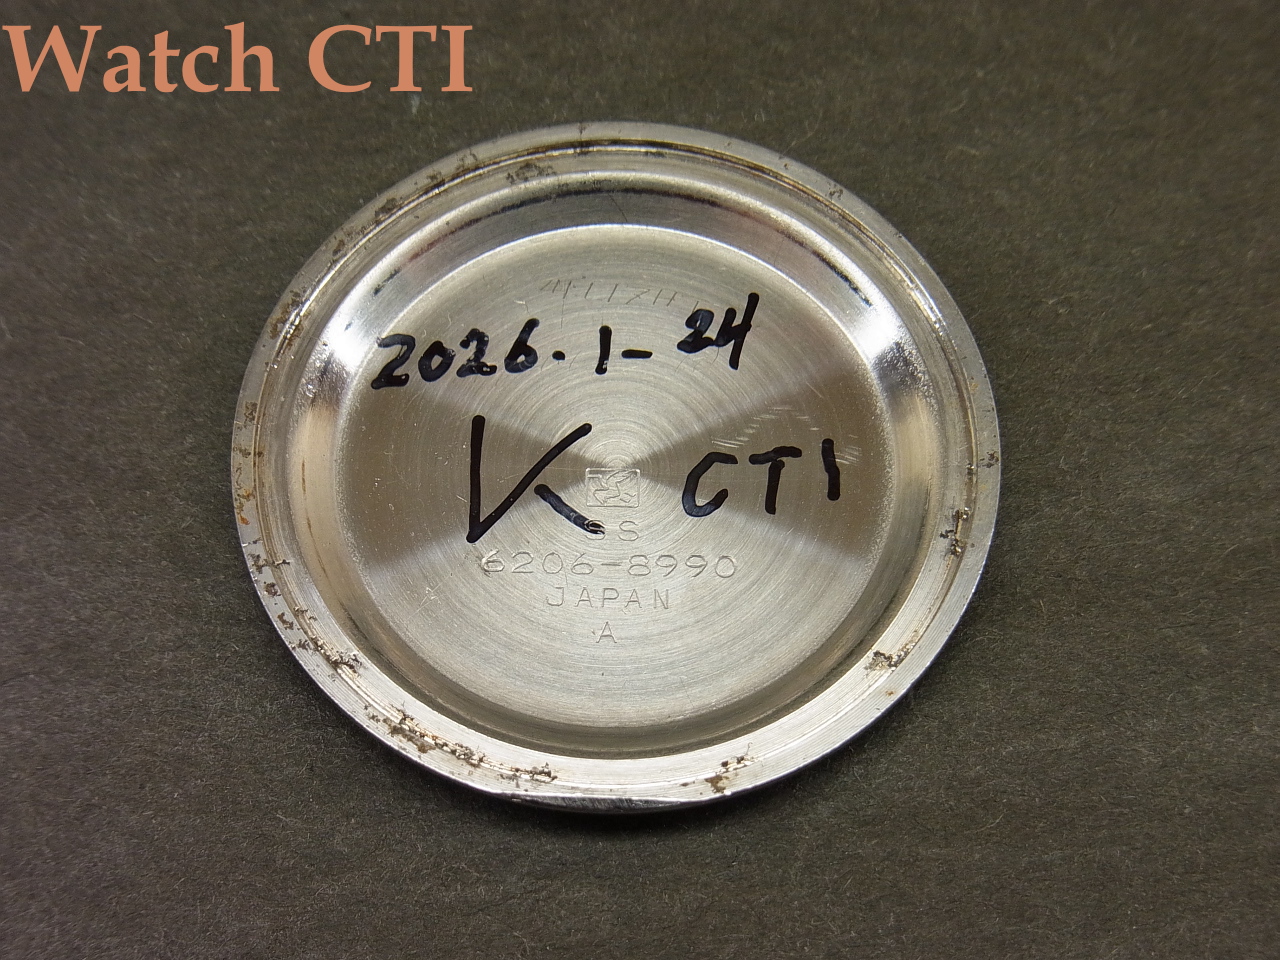 Watch CTI
2026.1-24
K CTI
SS
6206-8990
JAPAN
A